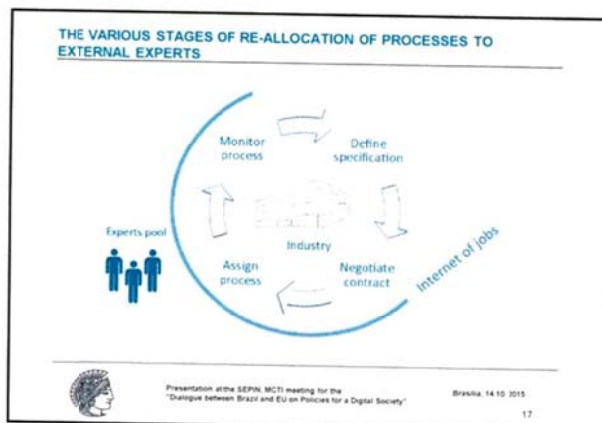 THE VARIOUS STAGES OF RE-ALLOCATION OF PROCESSES TO
EXTERNAL EXPERTS
Monitor
process
Define
specification
Experts pool
Industry
Assign
process
Negotiate
contract
Internet of jobs
Presentation at the SEPIN, MCTI meeting for the
"Dialogue between Brazil and EU on Policies for a Digital Society"
Brasilia, 14.10.2015
17